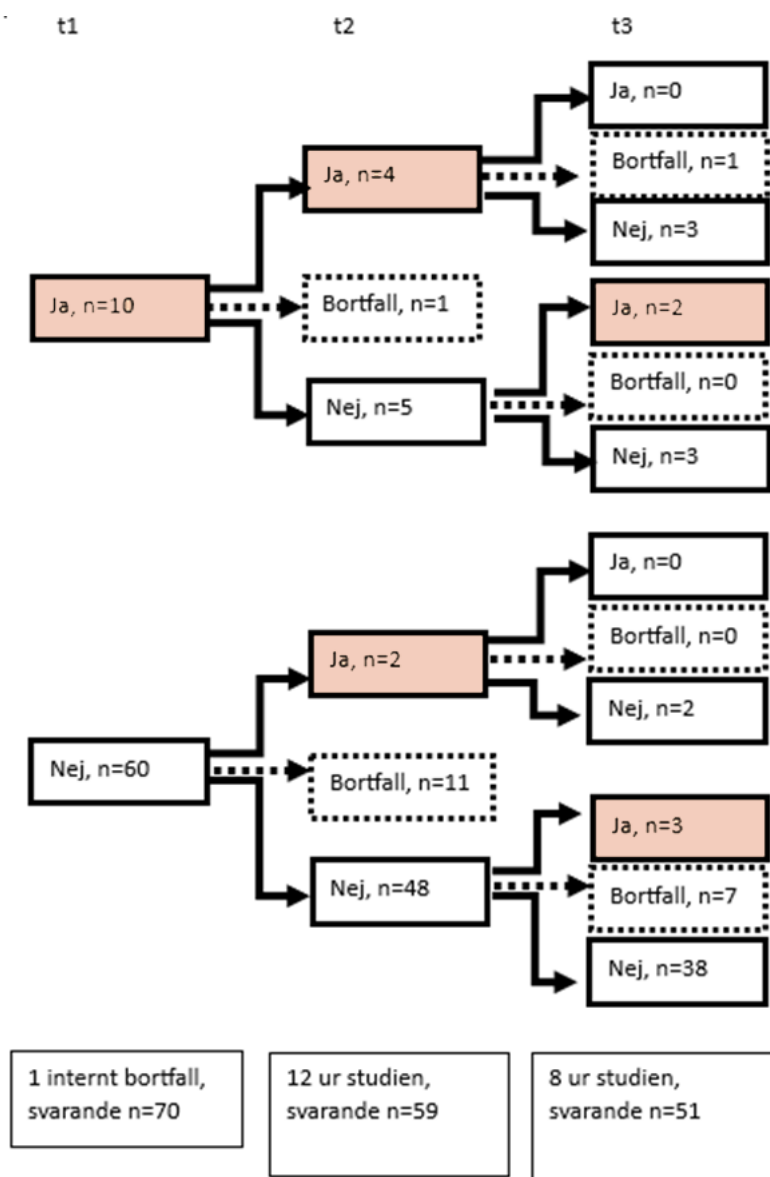 t1
t2
t3
Ja, n=10
Ja, n=4
Bortfall, n=1
Nej, n=5
Ja, n=0
Bortfall, n=1
Nej, n=3
Ja, n=2
Bortfall, n=0
Nej, n=3
Nej, n=60
Ja, n=2
Bortfall, n=11
Nej, n=48
Ja, n=0
Bortfall, n=0
Nej, n=2
Ja, n=3
Bortfall, n=7
Nej, n=38
1 internt bortfall,
svarande n=70
12 ur studien,
svarande n=59
8 ur studien,
svarande n=51